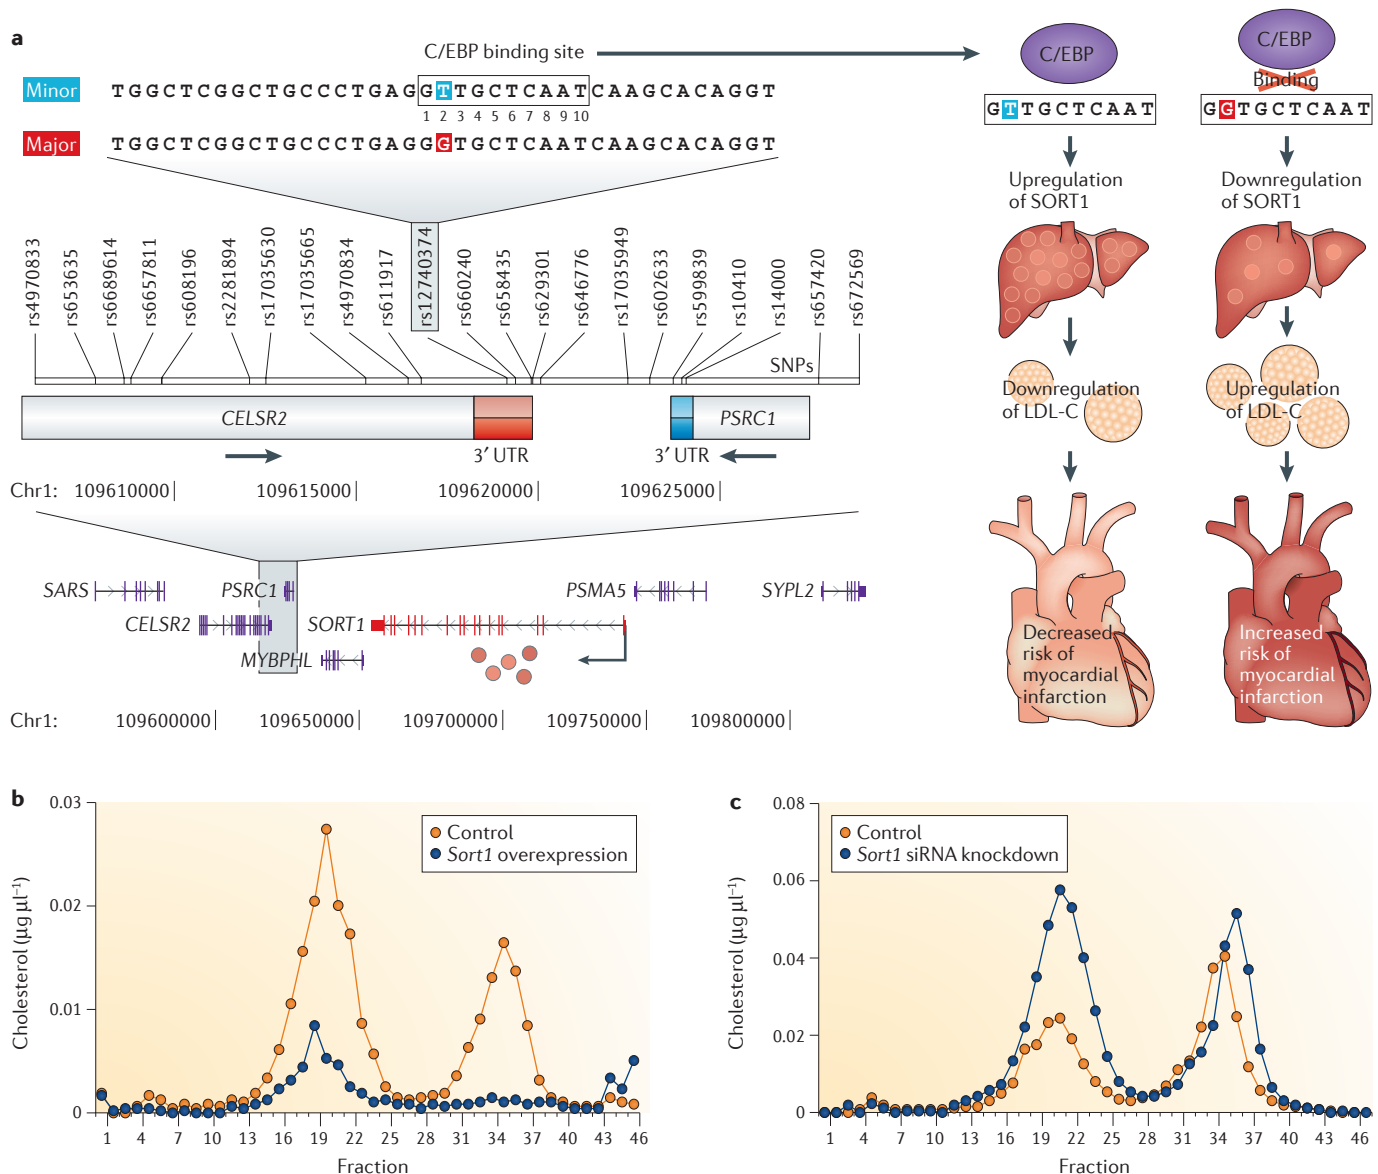 a
C/EBP binding site
Minor
TGGCTCGGCTGCCCTGAGGTTGCTCAATCAAGCACAGGT
1 2 3 4 5 6 7 8 9 10
Major
TGGCTCGGCTGCCCTGAGGGTGCTCAATCAAGCACAGGT
rs4970833
rs653635
rs6689614
rs6657811
rs608196
rs2281894
rs17035630
rs17035665
rs4970834
rs611917
rs12740374
rs660240
rs658435
rs629301
rs646776
rs17035949
rs602633
rs599839
rs10410
rs14000
rs657420
rs672569
SNPs
CELSR2
PSRC1
3′ UTR
3′ UTR
Chr1: 109610000 109615000 109620000 109625000
SARS
PSRC1
PSMA5
SYPL2
CELSR2
SORT1
MYBPHL
Chr1: 109600000 109650000 109700000 109750000 109800000
C/EBP
GTTGCTCAAT
Upregulation
of SORT1
Downregulation
of LDL-C
Decreased
risk of
myocardial
infarction
C/EBP
Binding
GGTGCTCAAT
Downregulation
of SORT1
Upregulation
of LDL-C
Increased
risk of
myocardial
infarction
b
Cholesterol (µg µl⁻¹)
0.03
0.02
0.01
0
Control
Sort1 overexpression
1 4 7 10 13 16 19 22 25 28 31 34 37 40 43 46
Fraction
c
Cholesterol (µg µl⁻¹)
0.08
0.06
0.04
0.02
0
Control
Sort1 siRNA knockdown
1 4 7 10 13 16 19 22 25 28 31 34 37 40 43 46
Fraction